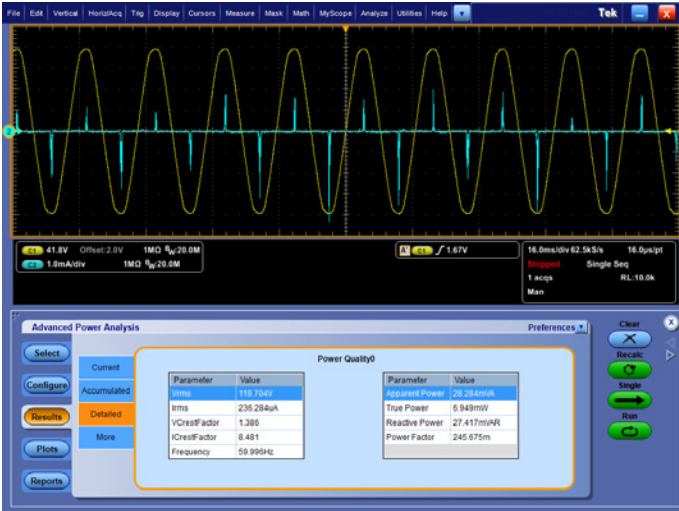 File Edit Vertical Horiz/Acq Trig Display Cursors Measure Mask Math MyScope Analyze Utilities Help Tek
2
C1 41.8V Offset:2.0V 1MΩ BW:20.0M
C2 1.0mA/div 1MΩ BW:20.0M
A' C1 1.67V
16.0ms/div 62.5kS/s 16.0µs/pt
Stopped Single Seq
1 acqs RL:10.0k
Man
Advanced Power Analysis Preferences
Clear
X
Select
Configure
Results
Plots
Reports
Current
Accumulated
Detailed
More
Power Quality0
Parameter Value
Vrms 119.704V
Irms 236.284uA
VCrestFactor 1.386
ICrestFactor 8.481
Frequency 59.996Hz
Parameter Value
Apparent Power 28.284mVA
True Power 6.949mW
Reactive Power 27.417mVAR
Power Factor 245.675m
Recalc
Single
Run